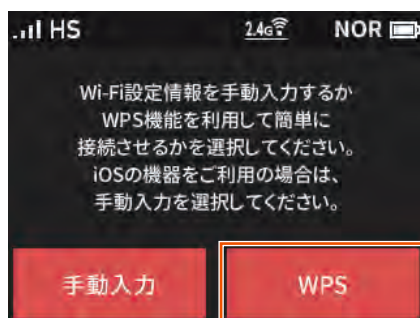 HS 2.4G NOR
Wi-Fi設定情報を手動入力するか
WPS機能を利用して簡単に
接続させるかを選択してください。
iOSの機器をご利用の場合は、
手動入力を選択してください。
手動入力 WPS